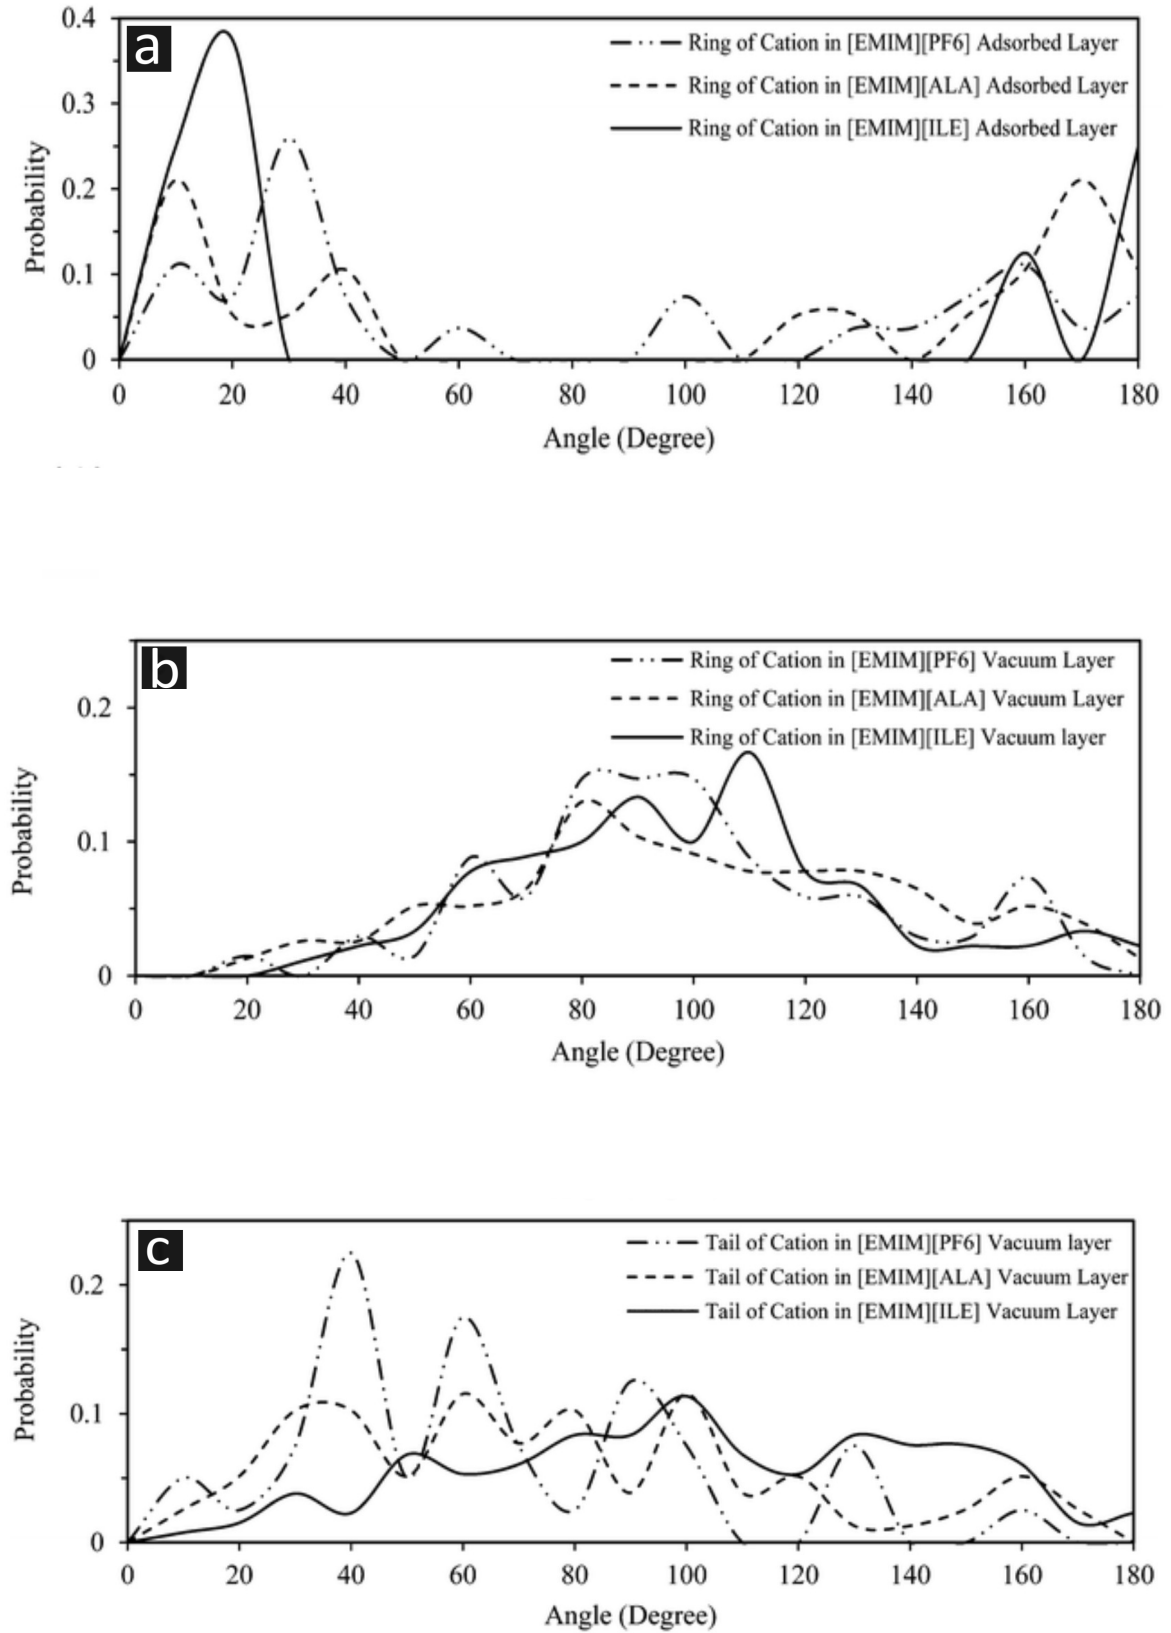 a
0.4
0.3
0.2
0.1
0
Probability
Ring of Cation in [EMIM][PF6] Adsorbed Layer
Ring of Cation in [EMIM][ALA] Adsorbed Layer
Ring of Cation in [EMIM][ILE] Adsorbed Layer
0 20 40 60 80 100 120 140 160 180
Angle (Degree)
b
0.2
0.1
0
Probability
Ring of Cation in [EMIM][PF6] Vacuum Layer
Ring of Cation in [EMIM][ALA] Vacuum Layer
Ring of Cation in [EMIM][ILE] Vacuum layer
0 20 40 60 80 100 120 140 160 180
Angle (Degree)
c
0.2
0.1
0
Probability
Tail of Cation in [EMIM][PF6] Vacuum layer
Tail of Cation in [EMIM][ALA] Vacuum Layer
Tail of Cation in [EMIM][ILE] Vacuum Layer
0 20 40 60 80 100 120 140 160 180
Angle (Degree)